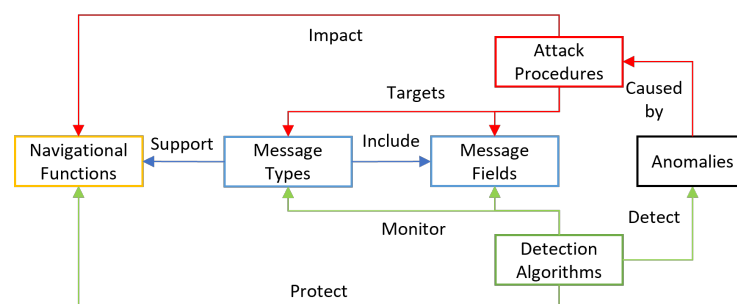 Impact
Attack
Procedures
Targets
Caused
by
Navigational
Functions
Support
Message
Types
Include
Message
Fields
Anomalies
Monitor
Detect
Detection
Algorithms
Protect